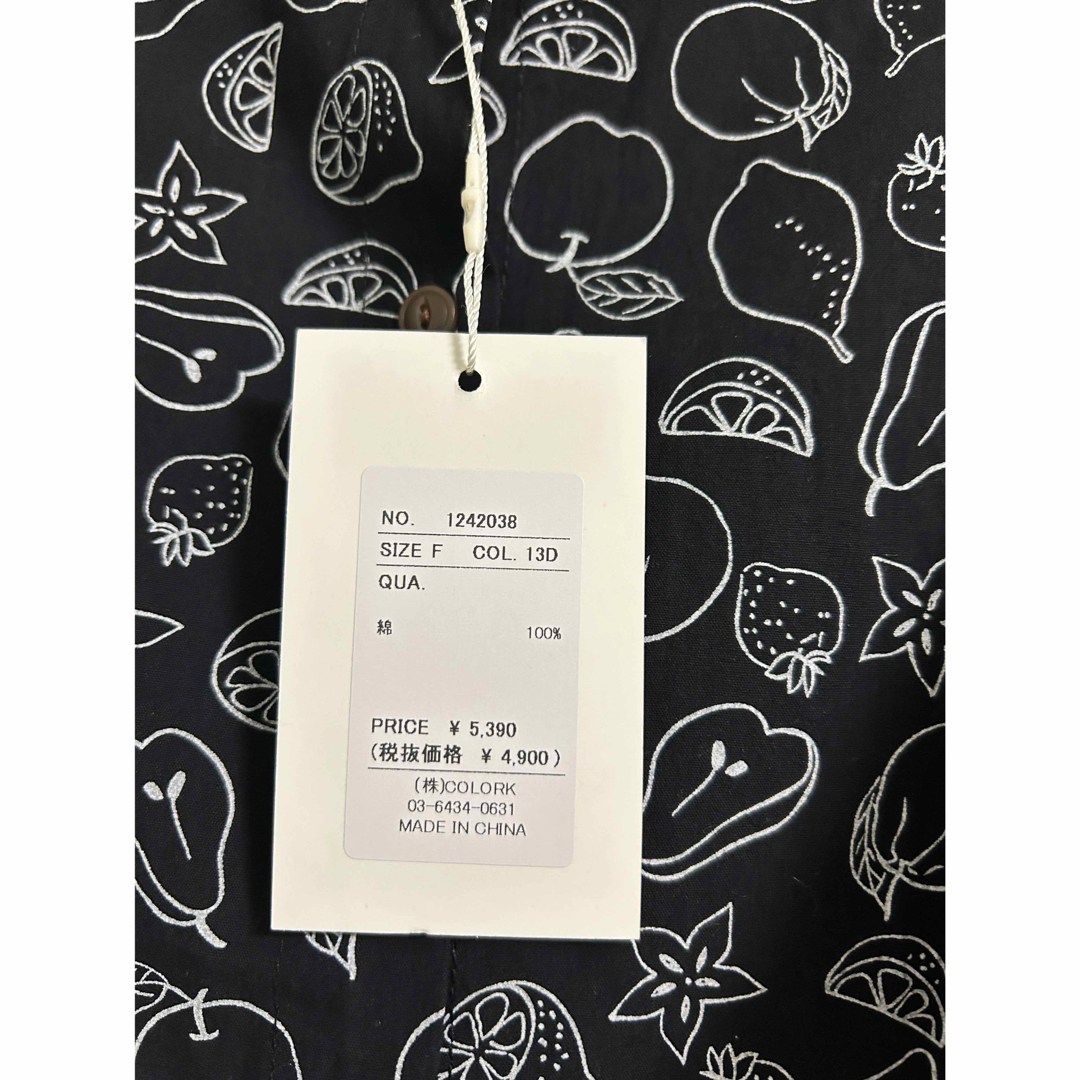 NO. 1242038
SIZE F COL. 13D
QUA.
綿 100%
PRICE ¥ 5,390
(税抜価格 ¥ 4,900)
(株)COLORK
03-6434-0631
MADE IN CHINA